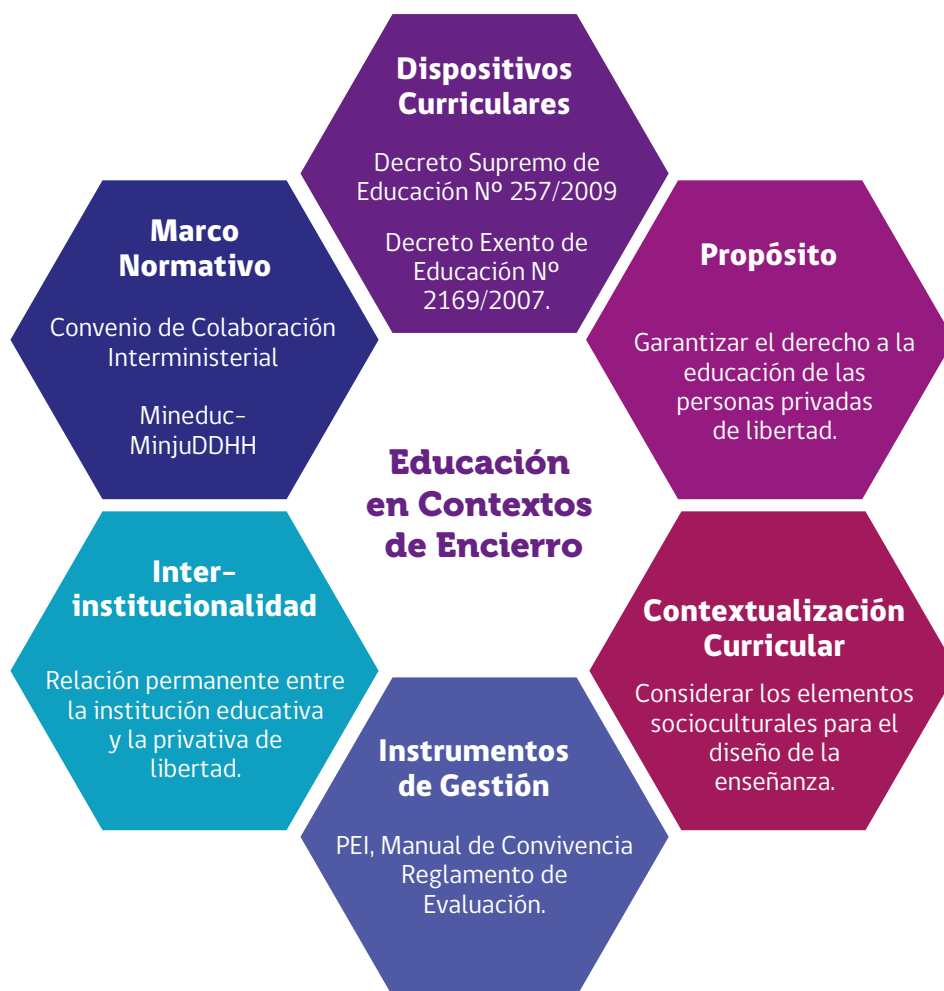 Dispositivos
Curriculares
Decreto Supremo de
Educación Nº 257/2009
Decreto Exento de
Educación Nº
2169/2007.
Marco
Normativo
Convenio de Colaboración
Interministerial
Mineduc-
MinjuDDHH
Propósito
Garantizar el derecho a la
educación de las
personas privadas
de libertad.
Educación
en Contextos
de Encierro
Inter-
institucionalidad
Relación permanente entre
la institución educativa
y la privativa de
libertad.
Contextualización
Curricular
Considerar los elementos
socioculturales para el
diseño de la
enseñanza.
Instrumentos
de Gestión
PEI, Manual de Convivencia
Reglamento de
Evaluación.